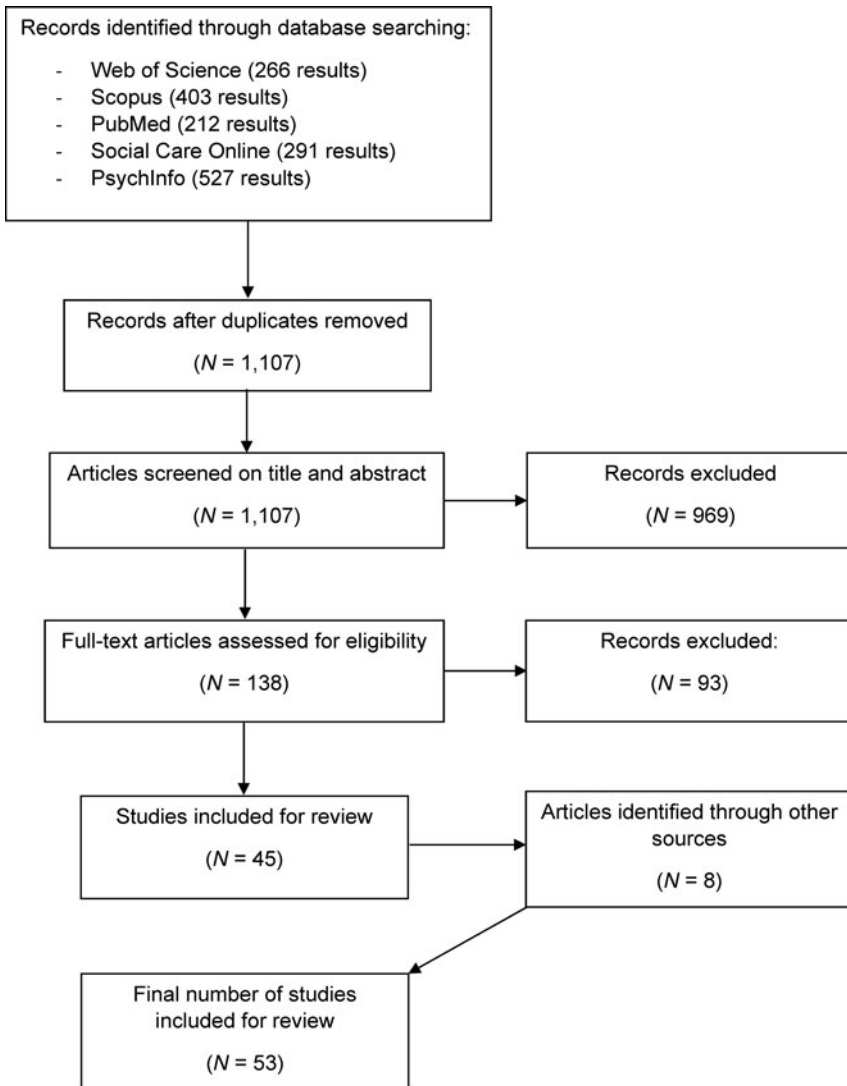 Records identified through database searching:
- Web of Science (266 results)
- Scopus (403 results)
- PubMed (212 results)
- Social Care Online (291 results)
- PsychInfo (527 results)
Records after duplicates removed
(N = 1,107)
Articles screened on title and abstract
(N = 1,107)
Records excluded
(N = 969)
Full-text articles assessed for eligibility
(N = 138)
Records excluded:
(N = 93)
Studies included for review
(N = 45)
Articles identified through other
sources
(N = 8)
Final number of studies
included for review
(N = 53)